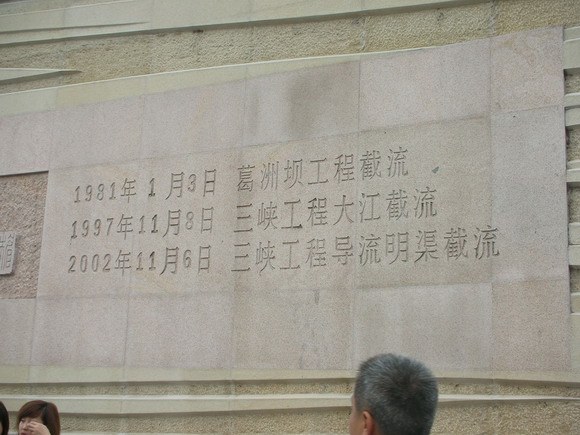 1981年 1月3日 葛洲坝工程截流
1997年11月8日 三峡工程大江截流
2002年11月6日 三峡工程导流明渠截流